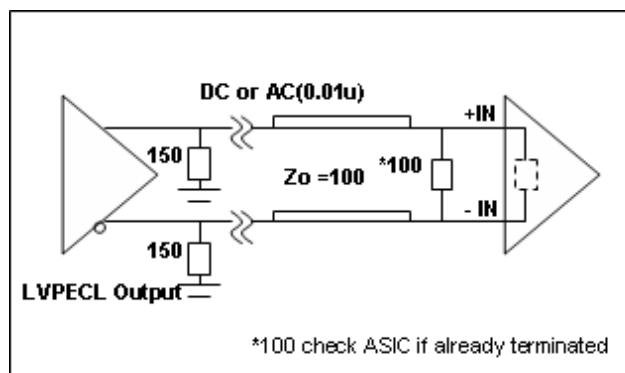 DC or AC(0.01u)
+IN
150
Zo =100
*100
- IN
150
LVPECL Output
*100 check ASIC if already terminated